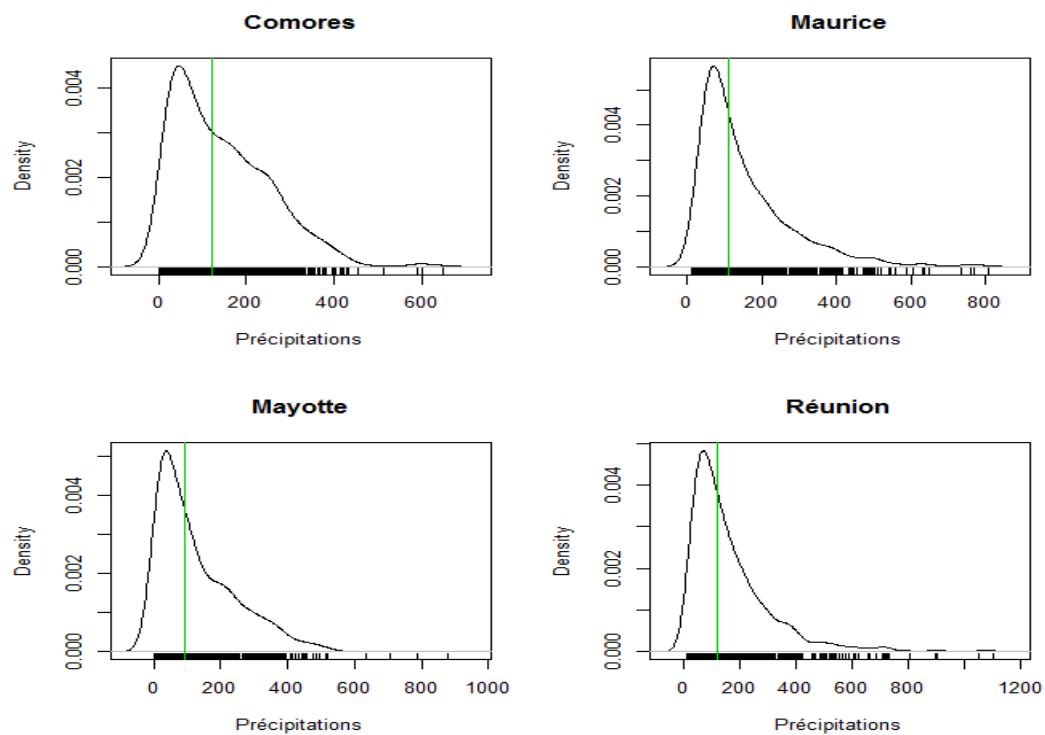 Comores
Density
0.000 0.002 0.004
0 200 400 600
Précipitations
Maurice
Density
0.000 0.002 0.004
0 200 400 600 800
Précipitations
Mayotte
Density
0.000 0.002 0.004
0 200 400 600 800 1000
Précipitations
Réunion
Density
0.000 0.002 0.004
0 200 400 600 800 1200
Précipitations